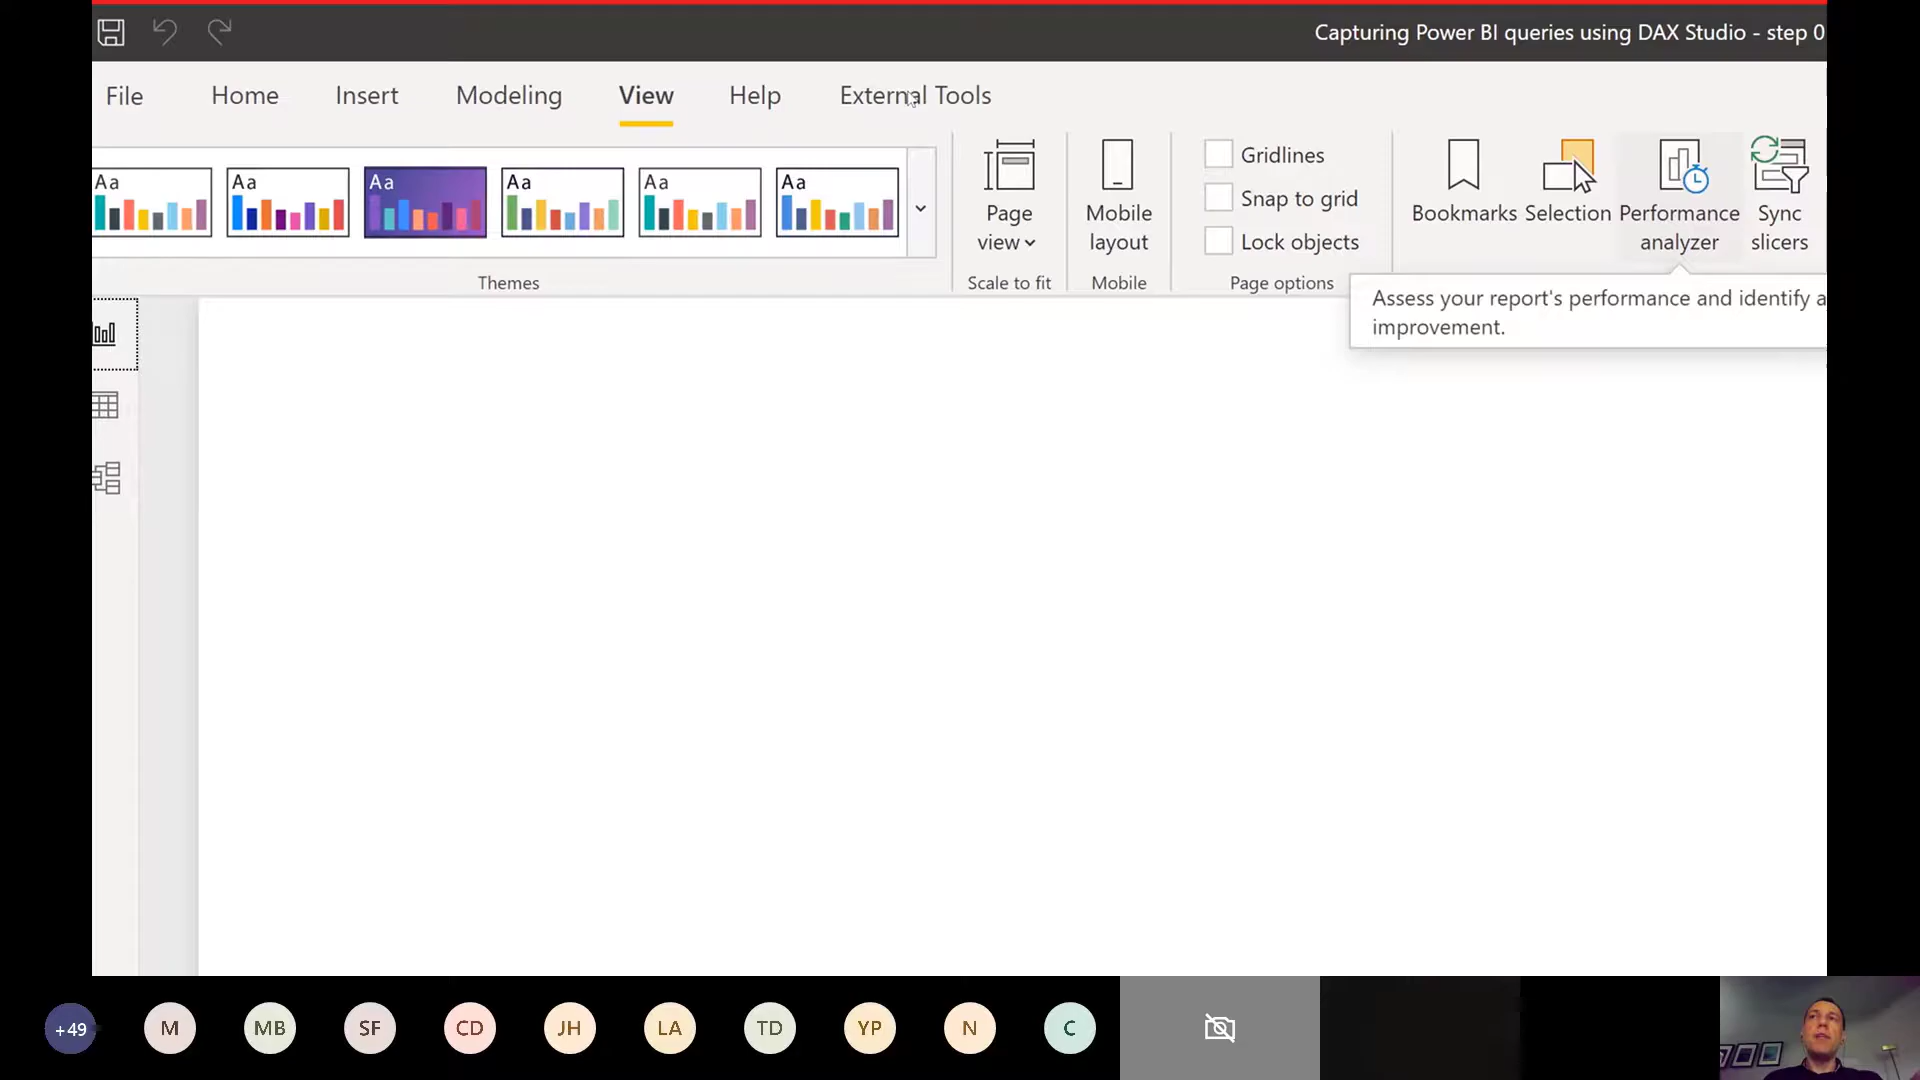 Capturing Power BI queries using DAX Studio - step 0
File Home Insert Modeling View Help External Tools
Aa Aa Aa Aa Aa Aa
Page view
Mobile layout
Gridlines
Snap to grid
Lock objects
Bookmarks
Selection
Performance analyzer
Sync slicers
Themes Scale to fit Mobile Page options
Assess your report's performance and identify a
improvement.
+49 M MB SF CD JH LA TD YP N C